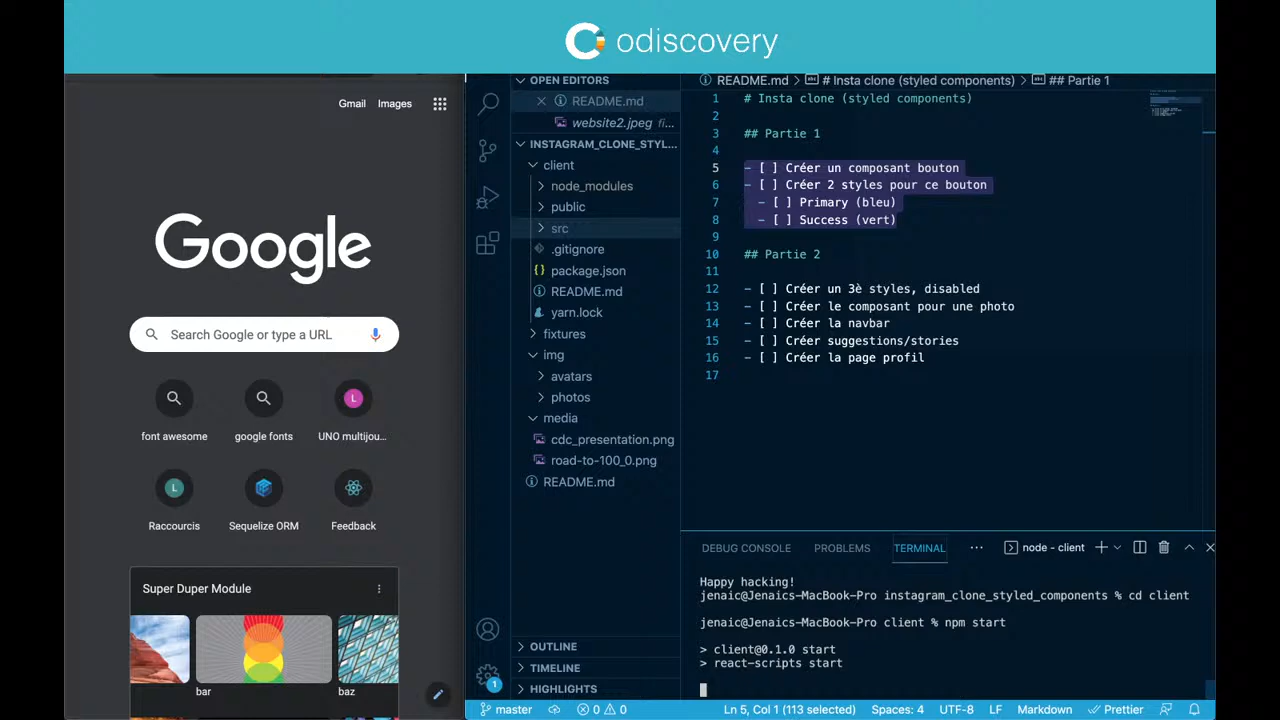 odiscovery
Gmail Images
Google
Search Google or type a URL
font awesome
google fonts
UNO multijou...
L
L
Raccourcis
Sequelize ORM
Feedback
Super Duper Module
bar
baz
OPEN EDITORS
README.md
website2.jpeg fi...
INSTAGRAM_CLONE_STYL...
client
node_modules
public
src
.gitignore
package.json
README.md
yarn.lock
fixtures
img
avatars
photos
media
cdc_presentation.png
road-to-100_0.png
README.md
OUTLINE
TIMELINE
HIGHLIGHTS
1
README.md > # Insta clone (styled components) > ## Partie 1
1 # Insta clone (styled components)
2
3 ## Partie 1
4
5 - [ ] Créer un composant bouton
6 - [ ] Créer 2 styles pour ce bouton
7 - [ ] Primary (bleu)
8 - [ ] Success (vert)
9
10 ## Partie 2
11
12 - [ ] Créer un 3è styles, disabled
13 - [ ] Créer le composant pour une photo
14 - [ ] Créer la navbar
15 - [ ] Créer suggestions/stories
16 - [ ] Créer la page profil
17
DEBUG CONSOLE PROBLEMS TERMINAL ... node - client
Happy hacking!
jenaic@Jenaics-MacBook-Pro instagram_clone_styled_components % cd client
jenaic@Jenaics-MacBook-Pro client % npm start
> client@0.1.0 start
> react-scripts start
master 0 0 Ln 5, Col 1 (113 selected) Spaces: 4 UTF-8 LF Markdown Prettier